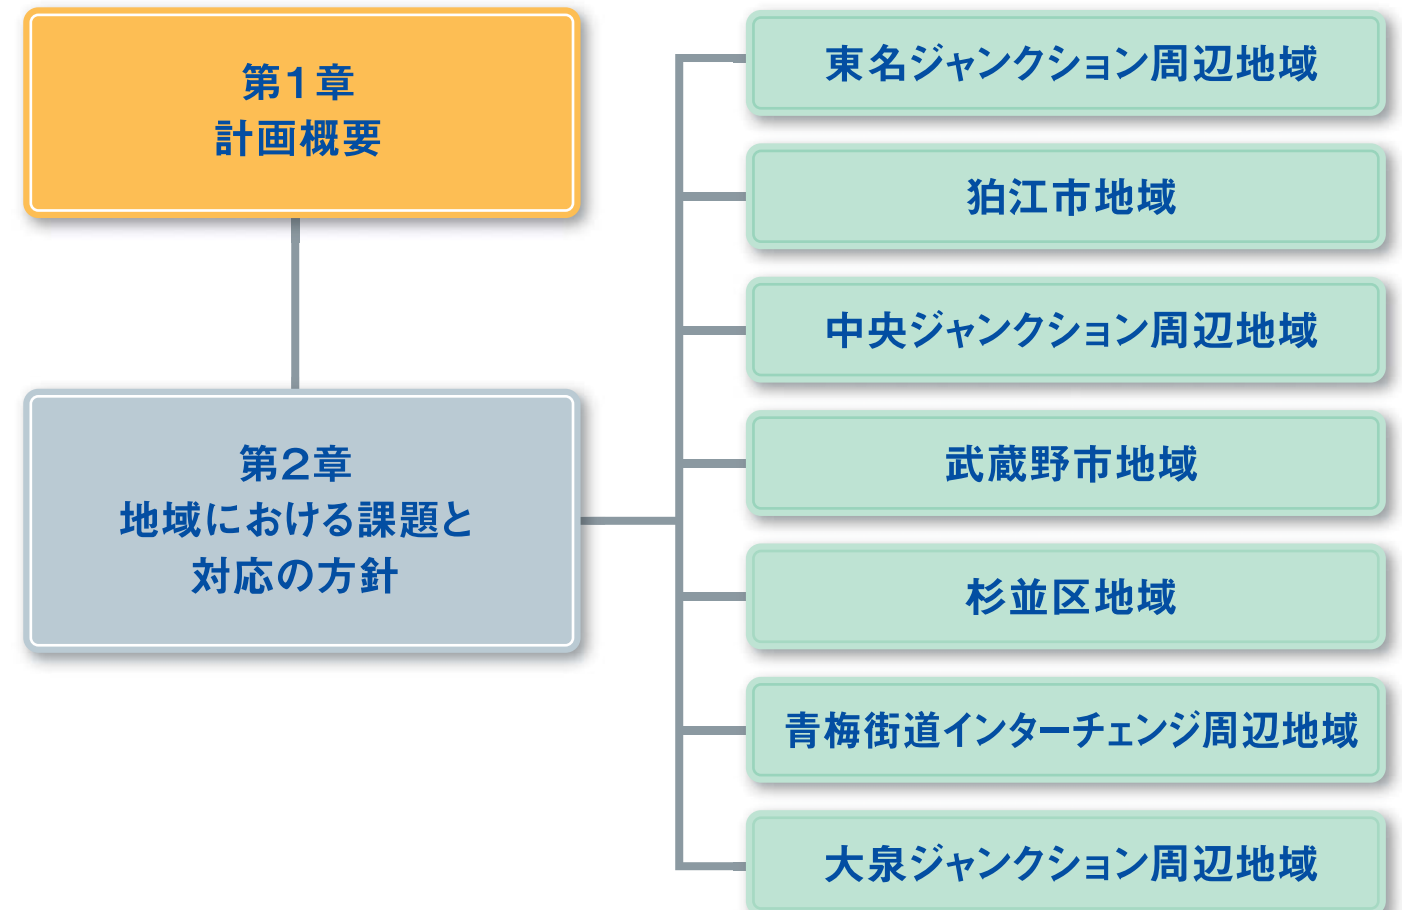 第1章
計画概要
第2章
地域における課題と
対応の方針
東名ジャンクション周辺地域
狛江市地域
中央ジャンクション周辺地域
武蔵野市地域
杉並区地域
青梅街道インターチェンジ周辺地域
大泉ジャンクション周辺地域